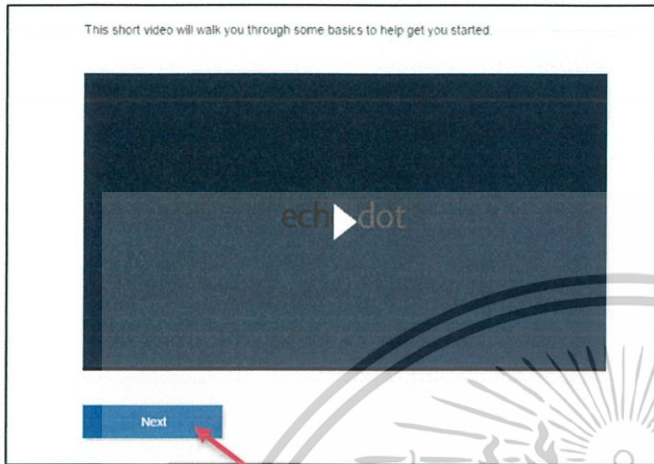 This short video will walk you through some basics to help get you started.
echo dot
Next